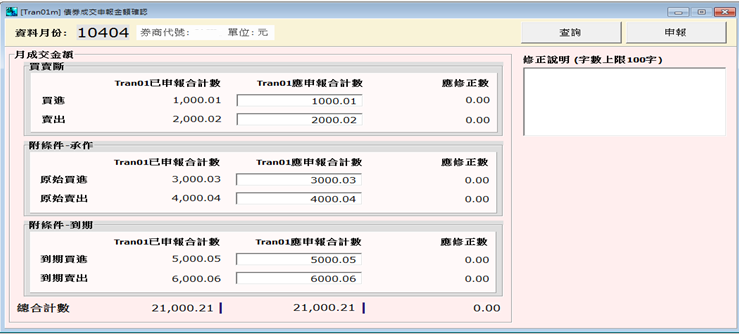 [Tran01m] 債券成交申報金額確認
資料月份: 10404 券商代號: 單位: 元 查詢 申報
月成交金額
修正說明 (字數上限100字)
買賣斷
Tran01已申報合計數 Tran01應申報合計數 應修正數
買進 1,000.01 1000.01 0.00
賣出 2,000.02 2000.02 0.00
附條件-承作
Tran01已申報合計數 Tran01應申報合計數 應修正數
原始買進 3,000.03 3000.03 0.00
原始賣出 4,000.04 4000.04 0.00
附條件-到期
Tran01已申報合計數 Tran01應申報合計數 應修正數
到期買進 5,000.05 5000.05 0.00
到期賣出 6,000.06 6000.06 0.00
總合計數 21,000.21 21,000.21 0.00